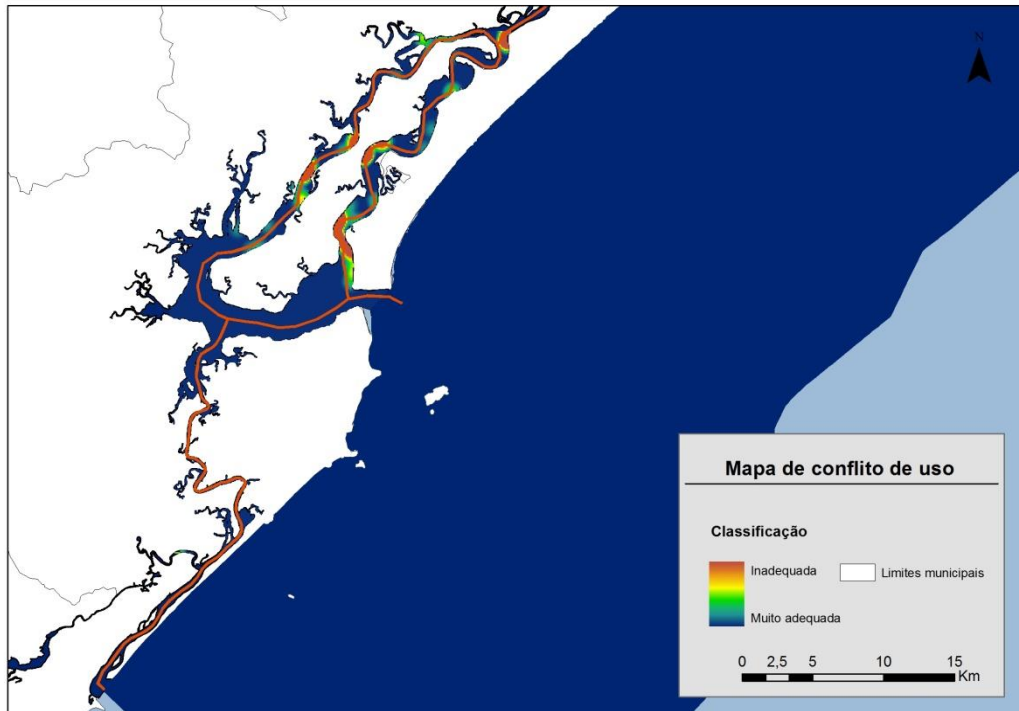 N
Mapa de conflito de uso
Classificação
Inadequada
Limites municipais
Muito adequada
0 2,5 5 10 15
Km